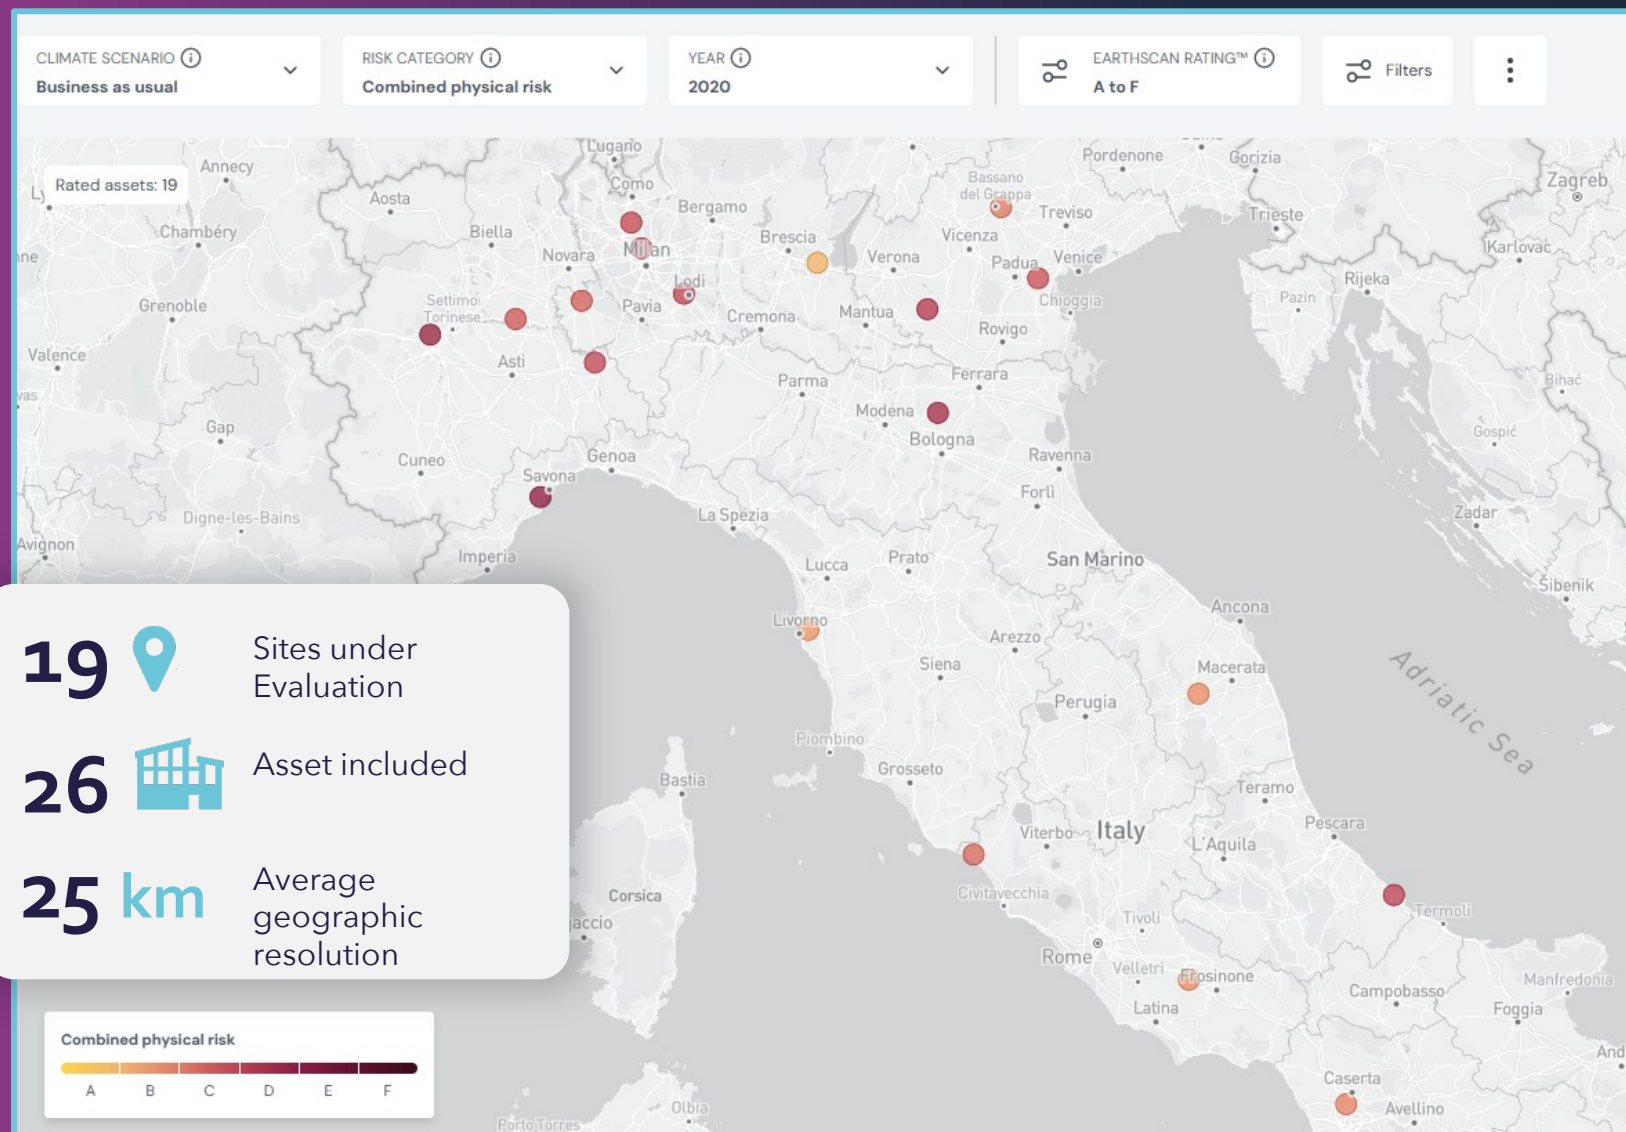 CLIMATE SCENARIO
Business as usual
RISK CATEGORY
Combined physical risk
YEAR
2020
EARTHSCAN RATING™
A to F
Filters
Rated assets: 19
Annecy
Aosta
Chambéry
Biella
Lugano
Como
Bergamo
Novara
Milan
Brescia
Bassano
del Grappa
Treviso
Pordenone
Gorizia
Trieste
Zagreb
Karlovac
Vicenza
Verona
Padua
Venice
Rijeka
Pazin
Chioggia
Grenoble
Settimo
Torinese
Lodi
Pavia
Cremona
Mantua
Rovigo
Valence
Asti
Parma
Ferrara
Bihać
Gap
Modena
Bologna
Gospić
Cuneo
Genoa
Savona
Ravenna
Forlì
Digne-les-Bains
La Spezia
Zadar
Avignon
Imperia
Lucca
Prato
San Marino
Šibenik
Livorno
Ancona
Arezzo
Siena
Macerata
Adriatic Sea
Perugia
Piombino
Grosseto
Bastia
Teramo
Viterbo
Italy
Pescara
L'Aquila
Corsica
Civitavecchia
Termoli
jaccio
Tivoli
Rome
Velletri
Frosinone
Manfredonia
Latina
Campobasso
Foggia
And
Caserta
Avellino
Olbia
Porto Torres
19
Sites under
Evaluation
26
Asset included
25 km
Average
geographic
resolution
Combined physical risk
A B C D E F